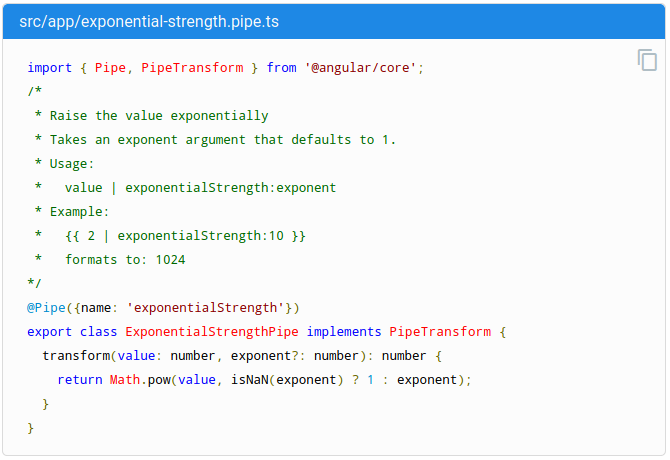 src/app/exponential-strength.pipe.ts
import { Pipe, PipeTransform } from '@angular/core';
/*
 * Raise the value exponentially
 * Takes an exponent argument that defaults to 1.
 * Usage:
 *   value | exponentialStrength:exponent
 * Example:
 *   {{ 2 | exponentialStrength:10 }}
 *   formats to: 1024
*/
@Pipe({name: 'exponentialStrength'})
export class ExponentialStrengthPipe implements PipeTransform {
  transform(value: number, exponent?: number): number {
    return Math.pow(value, isNaN(exponent) ? 1 : exponent);
  }
}